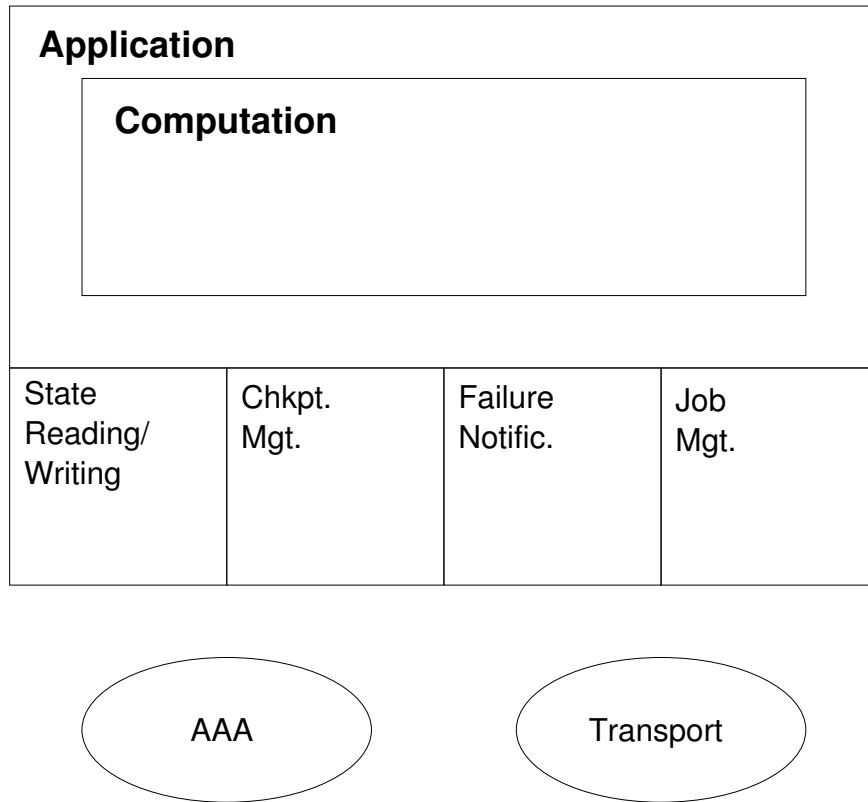 Application
Computation
State
Reading/
Writing
Chkpt.
Mgt.
Failure
Notific.
Job
Mgt.
AAA
Transport